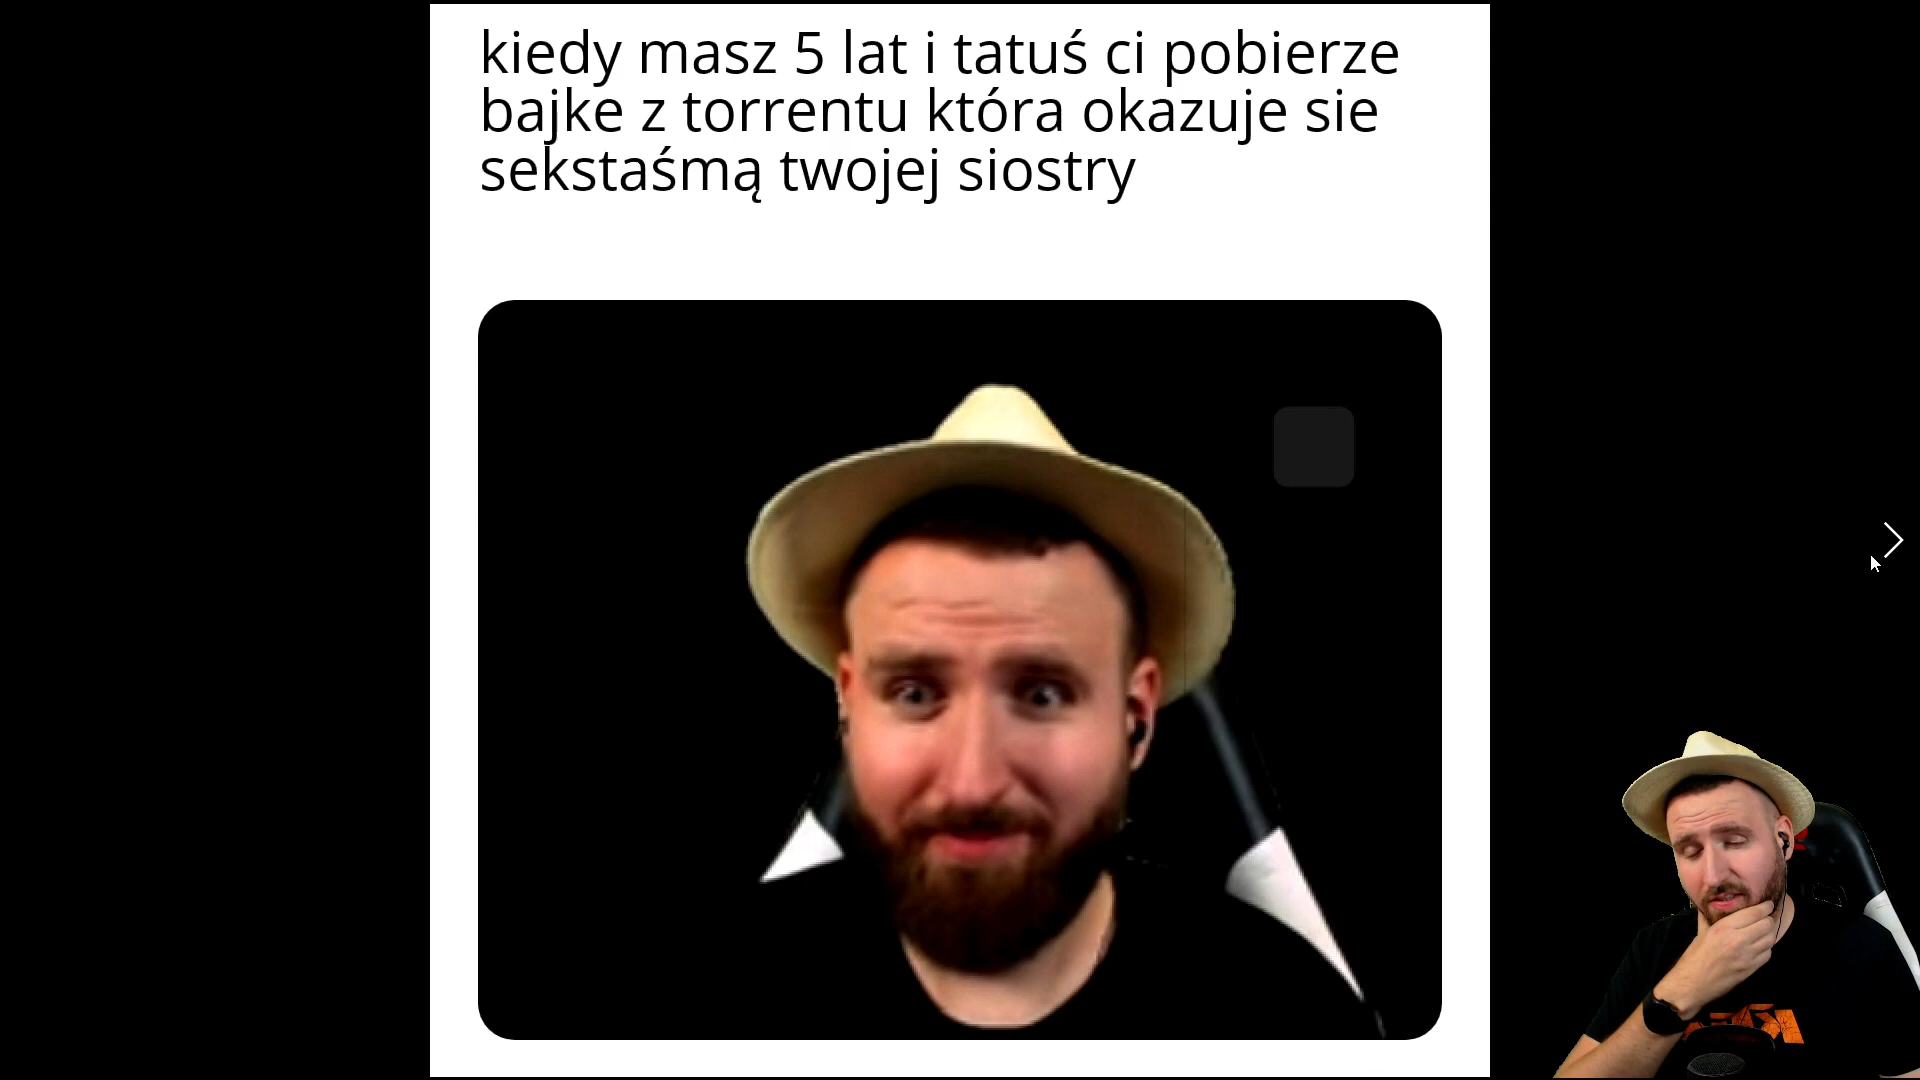 kiedy masz 5 lat i tatuś ci pobierze
bajke z torrentu która okazuje sie
sekstaśmą twojej siostry